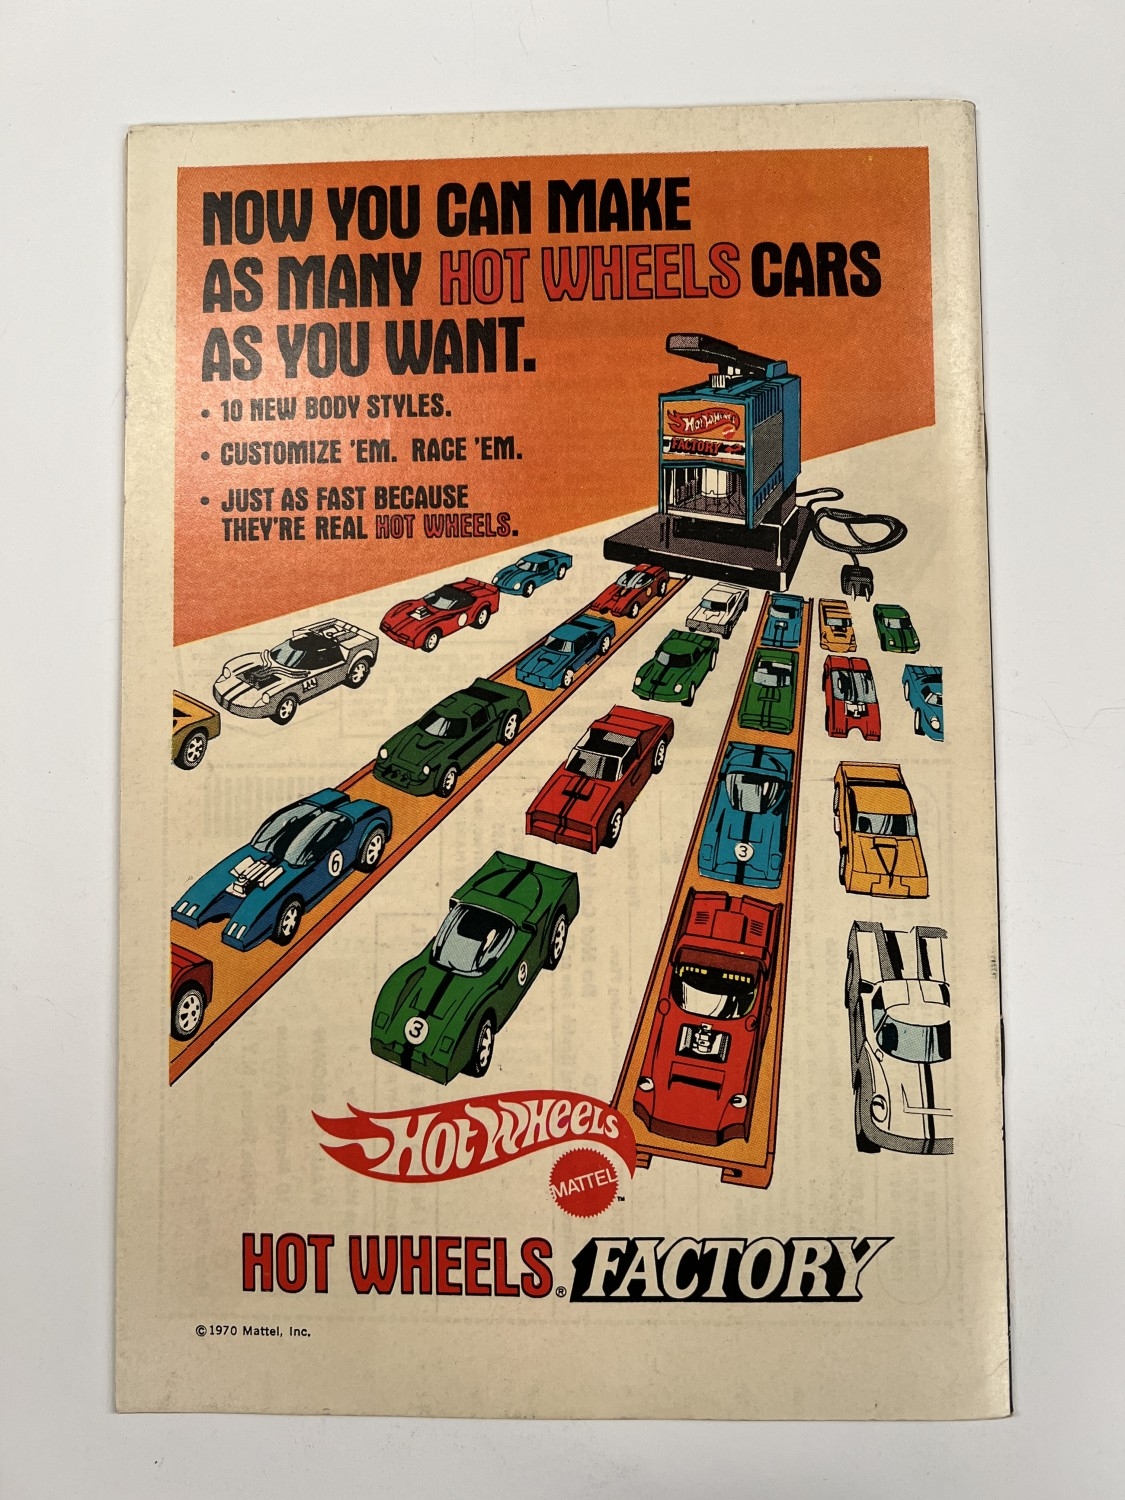 NOW YOU CAN MAKE
AS MANY HOT WHEELS CARS
AS YOU WANT.
• 10 NEW BODY STYLES.
• CUSTOMIZE 'EM. RACE 'EM.
• JUST AS FAST BECAUSE
THEY'RE REAL HOT WHEELS.
Hot Wheels
FACTORY
6
3
3
3
Hot Wheels
MATTEL
™
HOT WHEELS® FACTORY
©1970 Mattel, Inc.